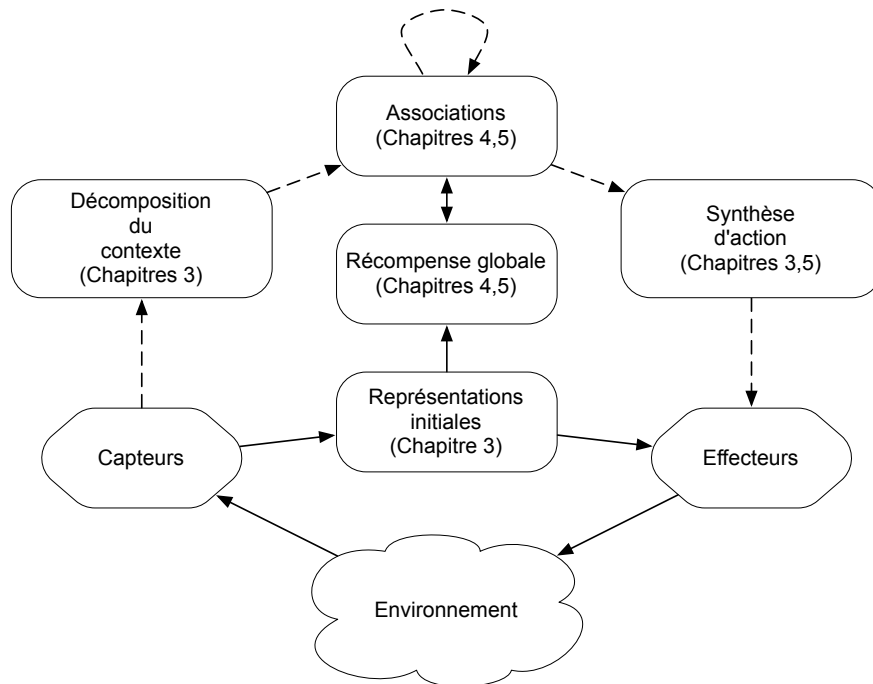 Associations
(Chapitres 4,5)
Décomposition
du
contexte
(Chapitres 3)
Synthèse
d'action
(Chapitres 3,5)
Récompense globale
(Chapitres 4,5)
Représentations
initiales
(Chapitre 3)
Capteurs
Effecteurs
Environnement